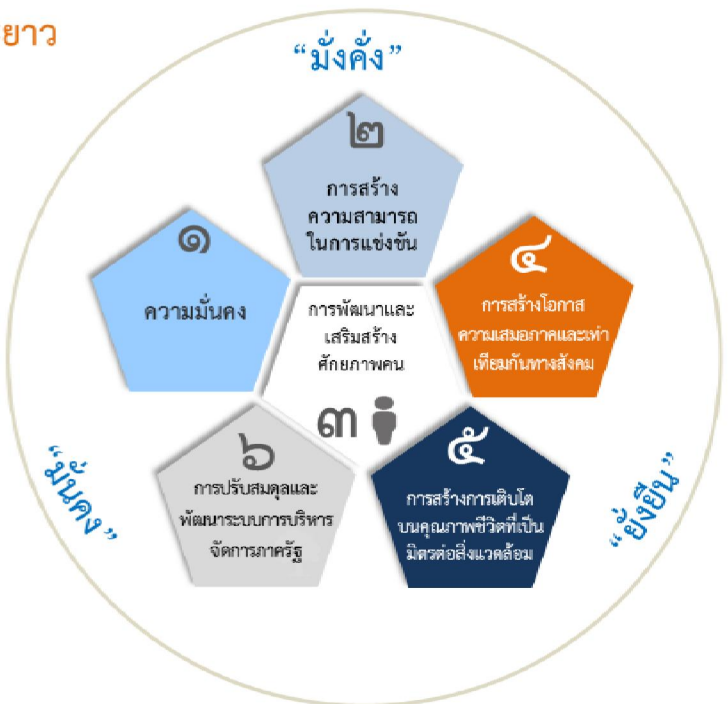 ยาว
“มั่งคั่ง”
๒
การสร้าง
ความสามารถ
ในการแข่งขัน
๑
ความมั่นคง
๔
การสร้างโอกาส
ความเสมอภาคและเท่า
เทียมกันทางสังคม
การพัฒนาและ
เสริมสร้าง
ศักยภาพคน
๓
๖
การปรับสมดุลและ
พัฒนาระบบการบริหาร
จัดการภาครัฐ
๕
การสร้างการเติบโต
บนคุณภาพชีวิตที่เป็น
มิตรต่อสิ่งแวดล้อม
“มั่นคง”
“ยั่งยืน”